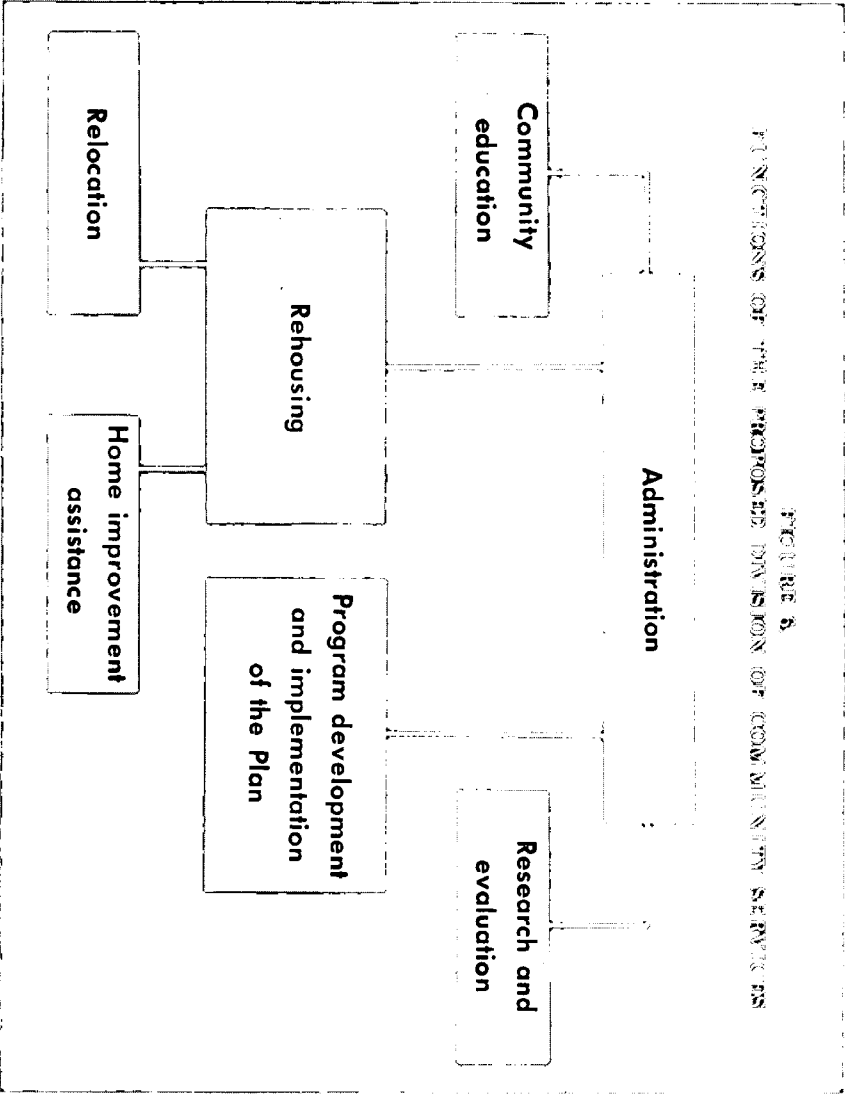 FIGURE 8.
FUNCTIONS OF THE PROPOSED DIVISION OF COMMUNITY SERVICES
Administration
Community
education
Research and
evaluation
Rehousing
Program development
and implementation
of the Plan
Relocation
Home improvement
assistance